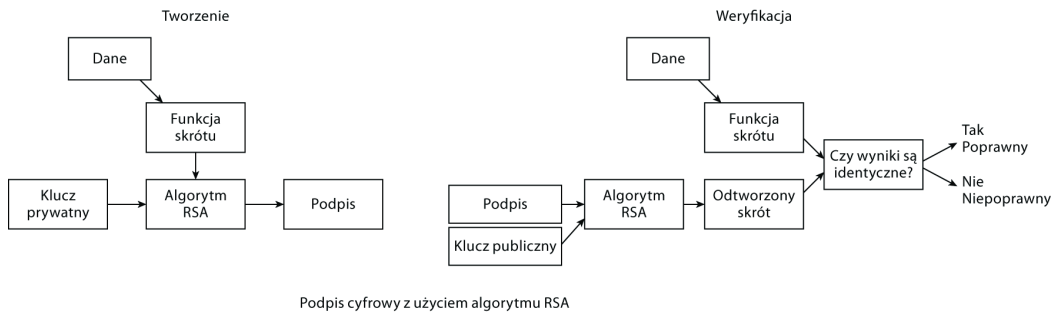 Tworzenie
Dane
Funkcja
skrótu
Klucz
prywatny
Algorytm
RSA
Podpis
Weryfikacja
Dane
Funkcja
skrótu
Podpis
Klucz publiczny
Algorytm
RSA
Odtworzony
skrót
Czy wyniki są
identyczne?
Tak
Poprawny
Nie
Niepoprawny
Podpis cyfrowy z użyciem algorytmu RSA